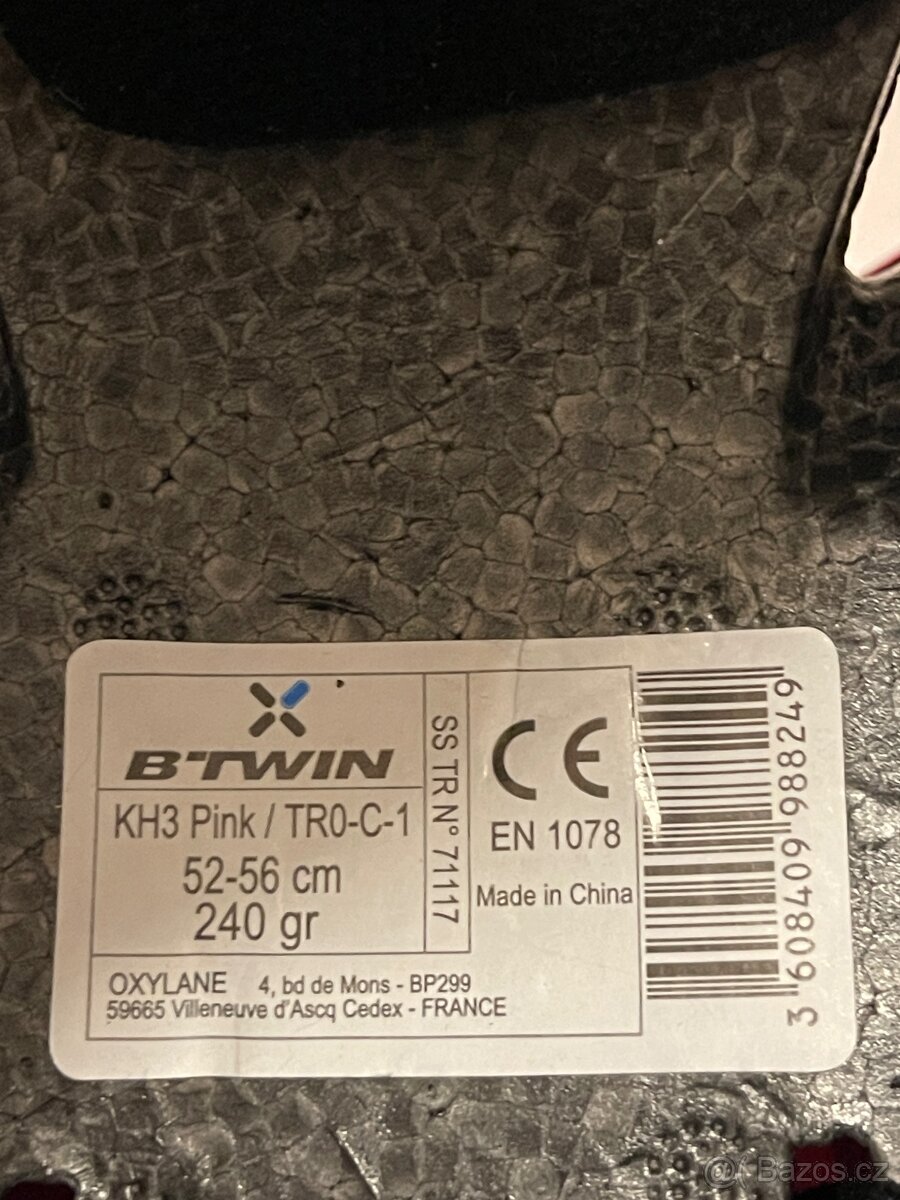 B'TWIN
KH3 Pink / TR0-C-1
52-56 cm
240 gr
SS TR N° 71117
CE
EN 1078
Made in China
OXYLANE 4, bd de Mons - BP299
59665 Villeneuve d'Ascq Cedex - FRANCE
3 608409 988249
@ Bazos.cz